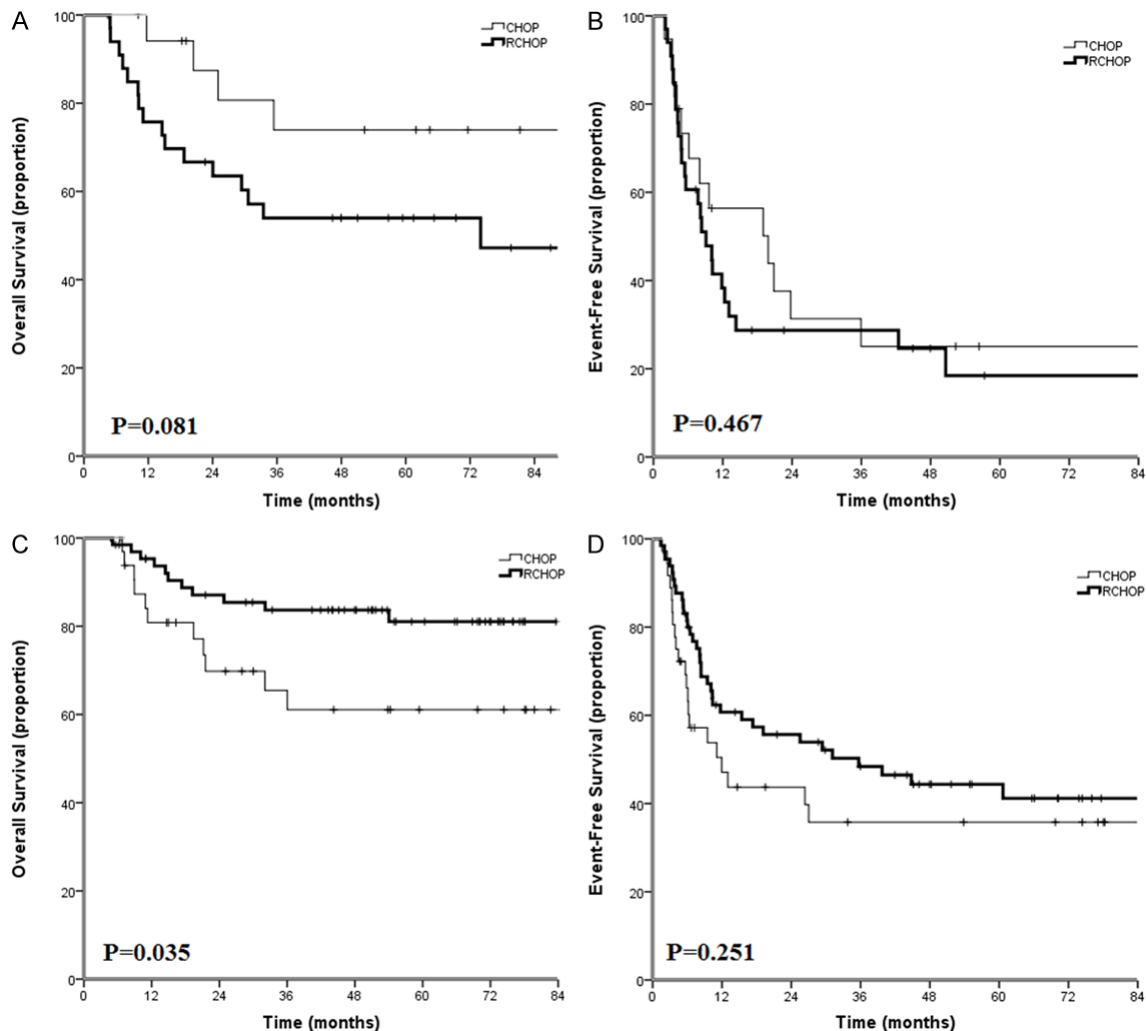 A
Overall Survival (proportion)
100
80
60
40
20
0
CHOP
RCHOP
P=0.081
0 12 24 36 48 60 72 84
Time (months)
B
Event-Free Survival (proportion)
100
80
60
40
20
0
CHOP
RCHOP
P=0.467
0 12 24 36 48 60 72 84
Time (months)
C
Overall Survival (proportion)
100
80
60
40
20
0
CHOP
RCHOP
P=0.035
0 12 24 36 48 60 72 84
Time (months)
D
Event-Free Survival (proportion)
100
80
60
40
20
0
CHOP
RCHOP
P=0.251
0 12 24 36 48 60 72 84
Time (months)